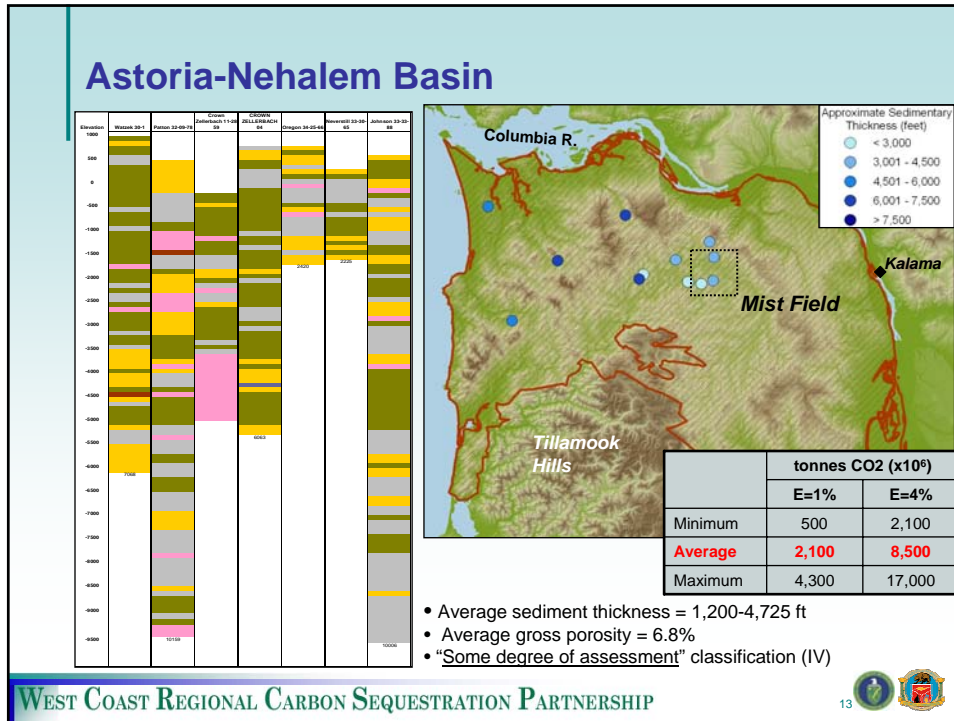 Astoria-Nehalem Basin
Elevation
Watzek 30-1
Patton 32-09-78
Crown
Zellerbach 11-28
59
CROWN
ZELLERBACH
04
Oregon 34-25-66
Neverstill 33-30-
65
Johnson 33-33-
88
1000
500
0
-500
-1000
-1500
-2000
-2500
-3000
-3500
-4000
-4500
-5000
-5500
-6000
-6500
-7000
-7500
-8000
-8500
-9000
-9500
7068
10159
6063
2420
2225
10006
Columbia R.
Approximate Sedimentary
Thickness (feet)
< 3,000
3,001 - 4,500
4,501 - 6,000
6,001 - 7,500
> 7,500
Kalama
Mist Field
Tillamook
Hills
tonnes CO2 (x10⁶)
E=1% E=4%
Minimum 500 2,100
Average 2,100 8,500
Maximum 4,300 17,000
• Average sediment thickness = 1,200-4,725 ft
• Average gross porosity = 6.8%
• “Some degree of assessment” classification (IV)
WEST COAST REGIONAL CARBON SEQUESTRATION PARTNERSHIP
13